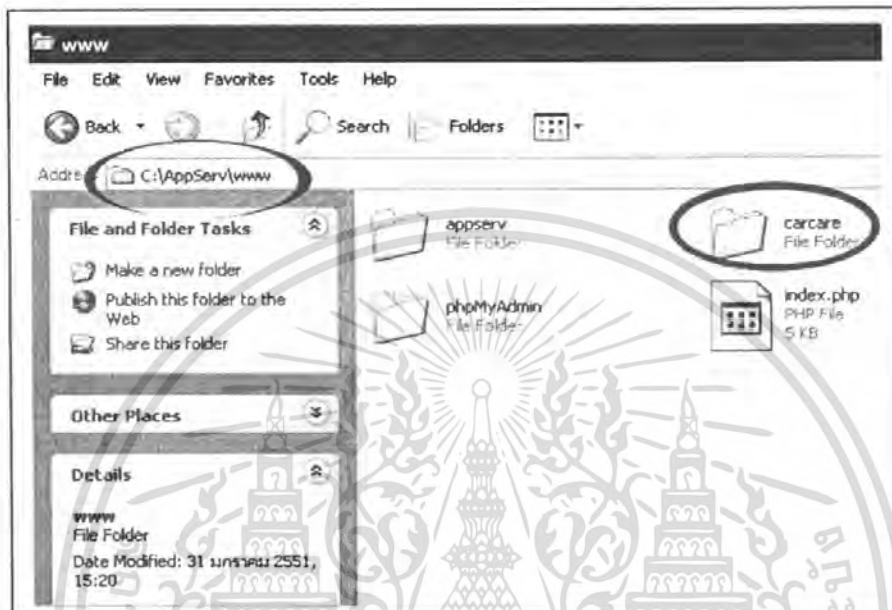 www
File Edit View Favorites Tools Help
Back Search Folders
C:\AppServ\www
File and Folder Tasks
Make a new folder
Publish this folder to the
Web
Share this folder
Other Places
Details
www
File Folder
Date Modified: 31 มกราคม 2551,
15:20
appserv
File Folder
carcare
File Folder
phpMyAdmin
File Folder
index.php
PHP File
5 KB